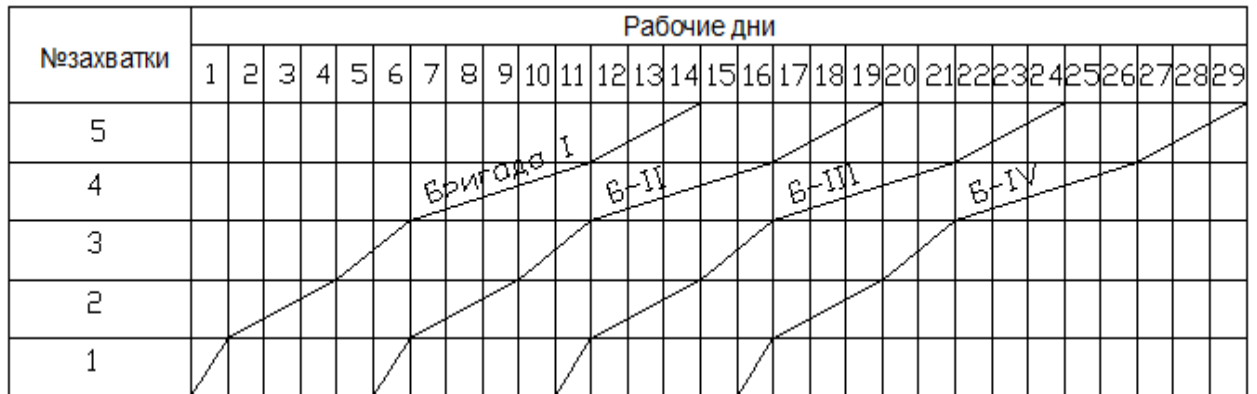 Рабочие дни
№захватки
1 2 3 4 5 6 7 8 9 10 11 12 13 14 15 16 17 18 19 20 21 22 23 24 25 26 27 28 29
5
4 Бригада I Б-II Б-III Б-IV
3
2
1